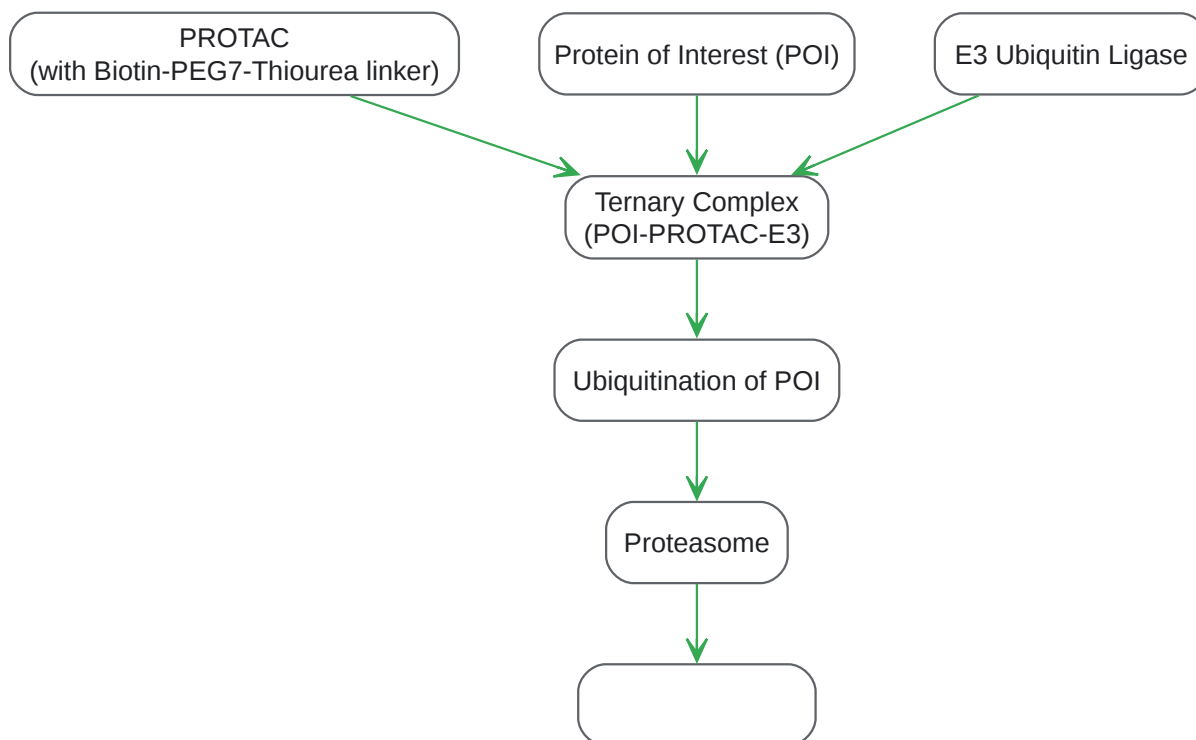 PROTAC
(with Biotin-PEG7-Thiourea linker)
Protein of Interest (POI)
E3 Ubiquitin Ligase
Ternary Complex
(POI-PROTAC-E3)
Ubiquitination of POI
Proteasome